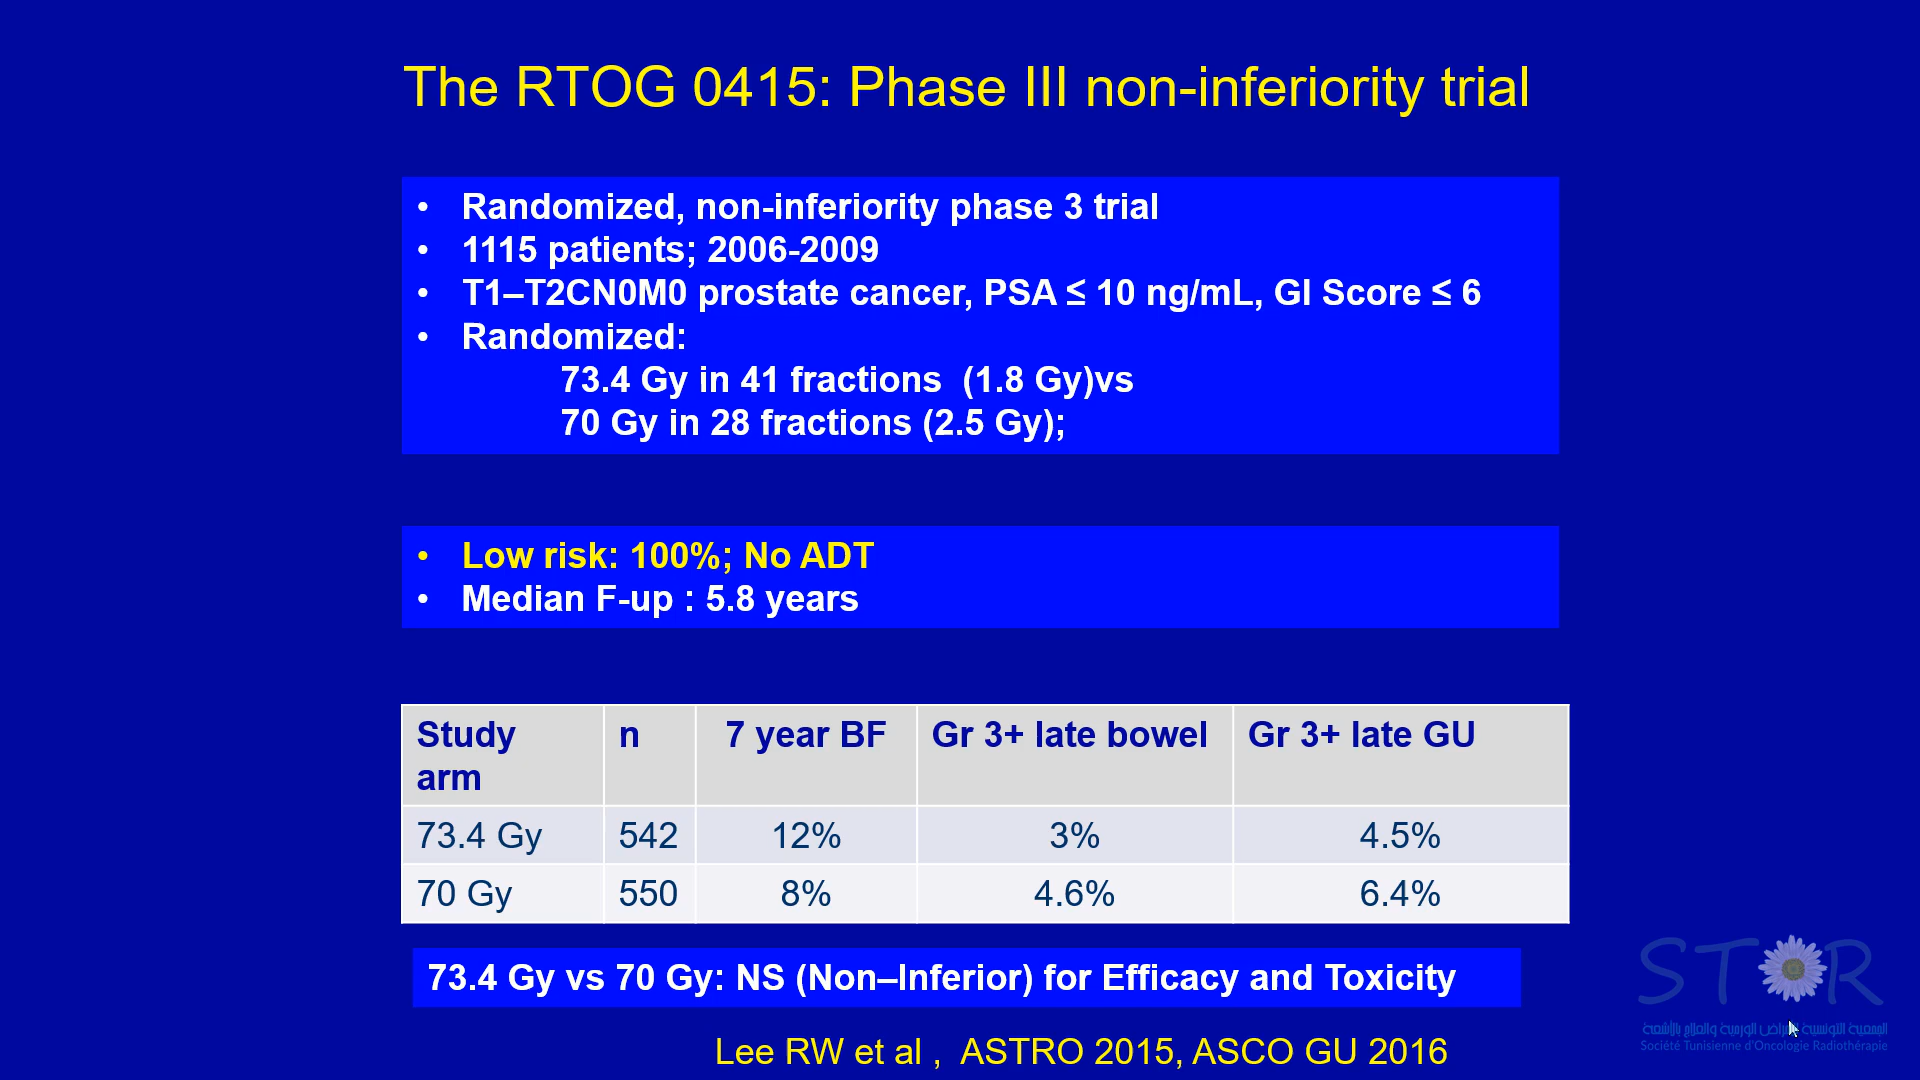 The RTOG 0415: Phase III non-inferiority trial
• Randomized, non-inferiority phase 3 trial
• 1115 patients; 2006-2009
• T1–T2CN0M0 prostate cancer, PSA ≤ 10 ng/mL, GI Score ≤ 6
• Randomized:
73.4 Gy in 41 fractions (1.8 Gy)vs
70 Gy in 28 fractions (2.5 Gy);
• Low risk: 100%; No ADT
• Median F-up : 5.8 years
Study arm n 7 year BF Gr 3+ late bowel Gr 3+ late GU
73.4 Gy 542 12% 3% 4.5%
70 Gy 550 8% 4.6% 6.4%
73.4 Gy vs 70 Gy: NS (Non–Inferior) for Efficacy and Toxicity
Lee RW et al , ASTRO 2015, ASCO GU 2016
STOR
الجمعية التونسية
والعلاج بالأشعة
Société Tunisienne d'Oncologie Radiothérapie